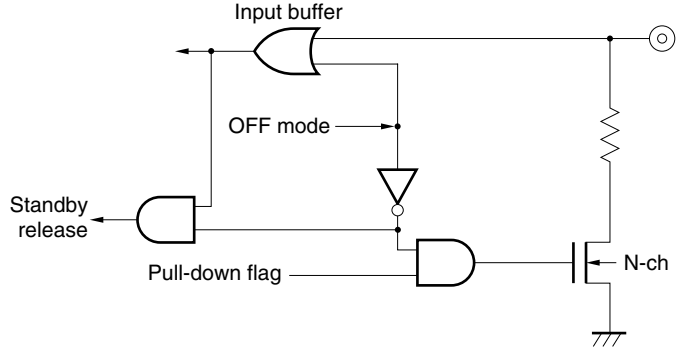 Input buffer
OFF mode
Standby
release
Pull-down flag
N-ch